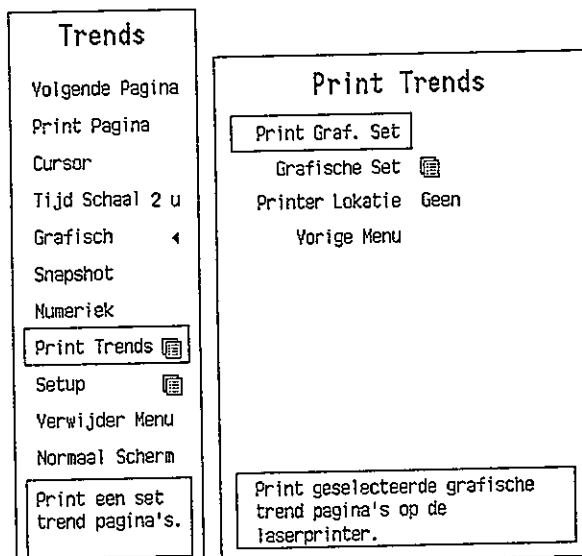 Trends
Volgende Pagina
Print Pagina
Cursor
Tijd Schaal 2 u
Grafisch
Snapshot
Numeriek
Print Trends
Setup
Verwijder Menu
Normaal Scherm
Print een set
trend pagina's.
Print Trends
Print Graf. Set
Grafische Set
Printer Lokatie Geen
Vorige Menu
Print geselecteerde grafische
trend pagina's op de
laserprinter.